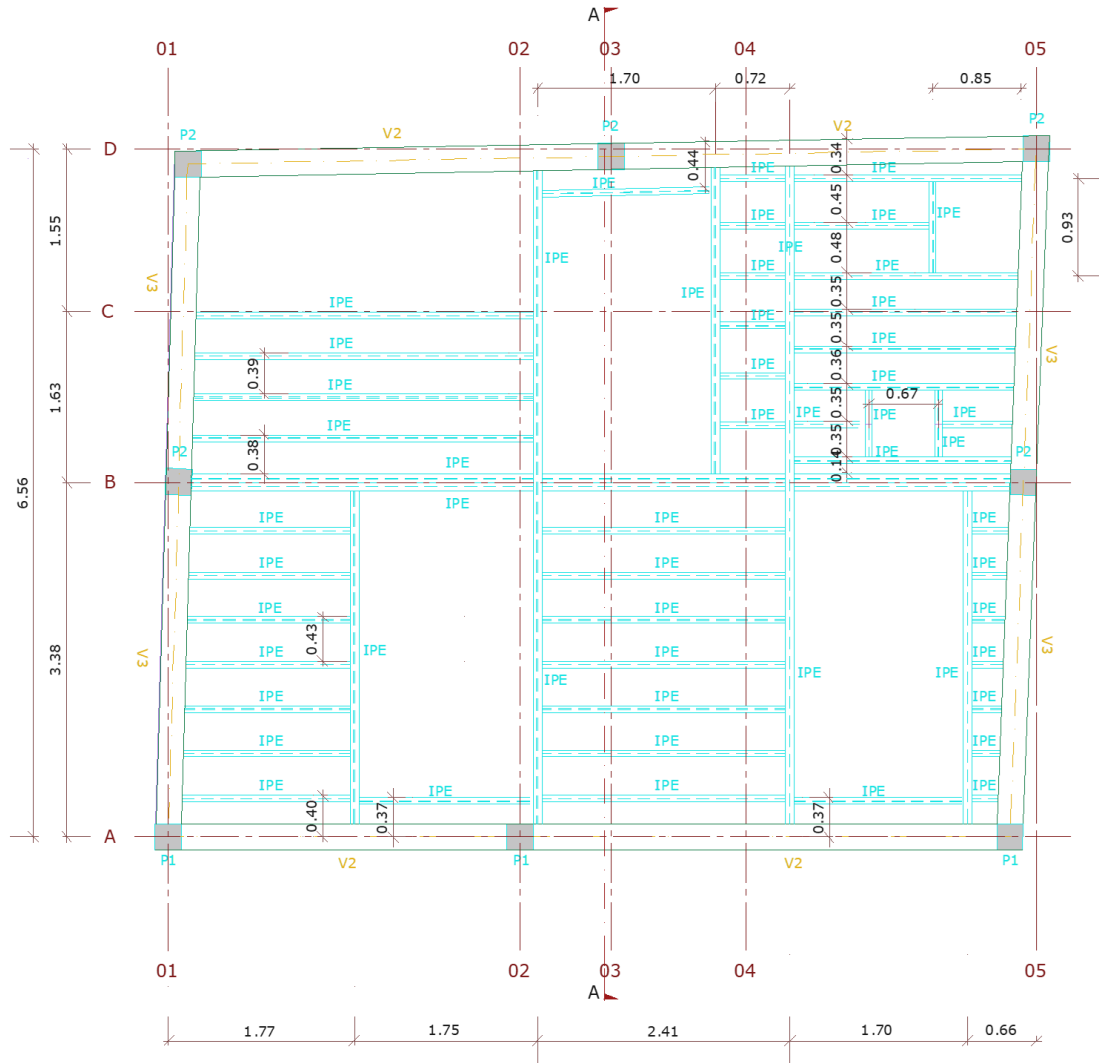 A
01 02 03 04 05
1.70 0.72 0.85
P2 V2 P2 V2 P2
D
0.44 0.34
IPE IPE IPE
0.45
IPE
1.55 0.93
IPE IPE
0.48
IPE IPE
IPE IPE
0.35
V3 IPE
C IPE IPE IPE
0.35
IPE IPE IPE
V3
0.39 0.36
IPE IPE IPE
1.63 0.35
0.67
IPE IPE IPE IPE IPE
0.38 0.35
P2 IPE IPE IPE P2
0.14
B
6.56
IPE
IPE IPE IPE
IPE IPE IPE
IPE IPE IPE
0.43
3.38 V3 IPE IPE IPE IPE V3
IPE IPE IPE
IPE IPE IPE
IPE IPE IPE
IPE IPE IPE
IPE IPE
0.40 0.37 0.37
A
P1 V2 P1 V2 P1
01 02 03 04 05
A
1.77 1.75 2.41 1.70 0.66